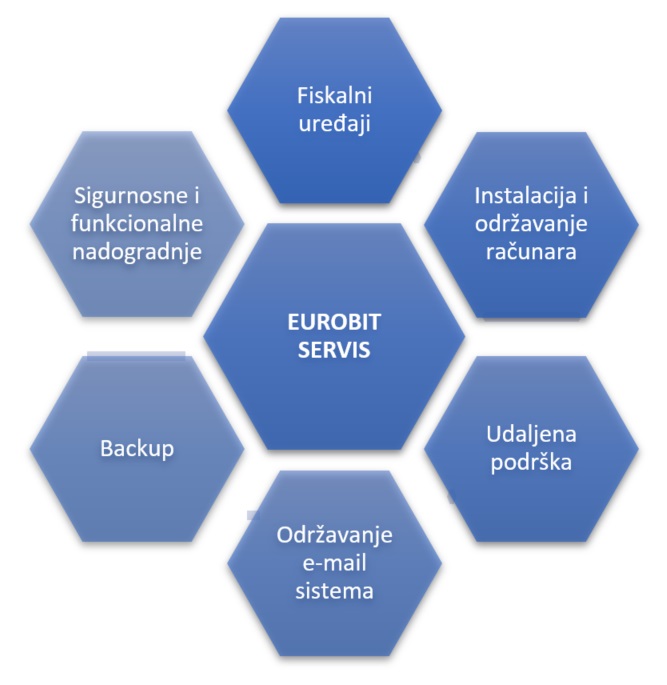 Fiskalni
uređaji
Sigurnosne i
funkcionalne
nadogradnje
Instalacija i
održavanje
računara
EUROBIT
SERVIS
Backup
Udaljena
podrška
Održavanje
e-mail
sistema